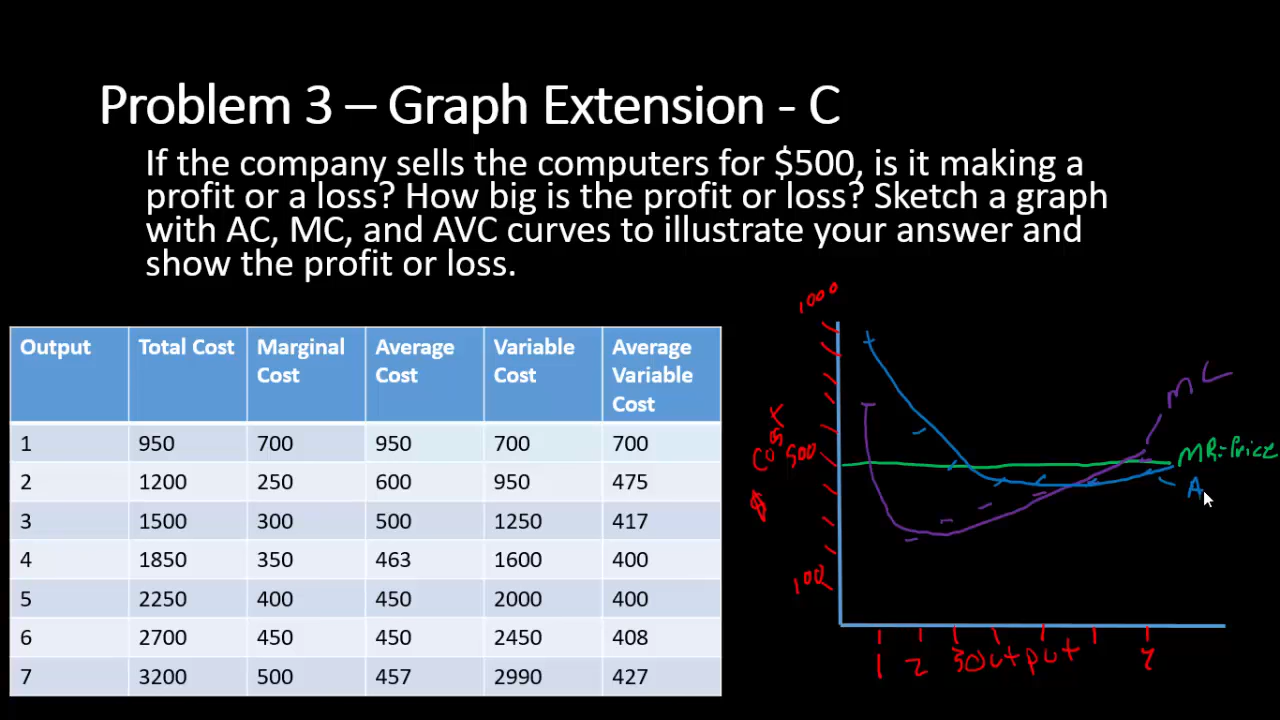 Problem 3 – Graph Extension - C
If the company sells the computers for $500, is it making a
profit or a loss? How big is the profit or loss? Sketch a graph
with AC, MC, and AVC curves to illustrate your answer and
show the profit or loss.
Output Total Cost Marginal Cost Average Cost Variable Cost Average Variable Cost
1 950 700 950 700 700
2 1200 250 600 950 475
3 1500 300 500 1250 417
4 1850 350 463 1600 400
5 2250 400 450 2000 400
6 2700 450 450 2450 408
7 3200 500 457 2990 427
1000
MC
$ Cost
500
MR=Price
A
100
1 2 3 Output 7